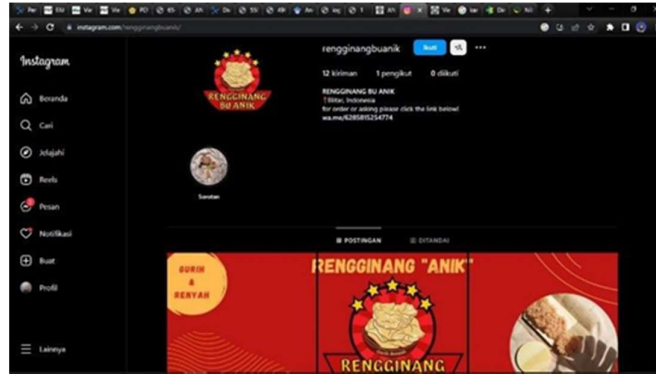 instagram.com/rengginangbuanik/
Instagram
Beranda
Cari
Jelajahi
Reels
Pesan
Notifikasi
Buat
Profil
Lainnya
rengginangbuanik
Ikuti
12 kiriman 1 pengikut 0 diikuti
RENGGINANG BU ANIK
Blitar, Indonesia
for order or asking please click the link below!
wa.me/6285815254774
RENGGINANG
BU ANIK
Sorotan
POSTINGAN DITANDAI
GURIH
&
RENYAH
RENGGINANG "ANIK"
RENGGINANG